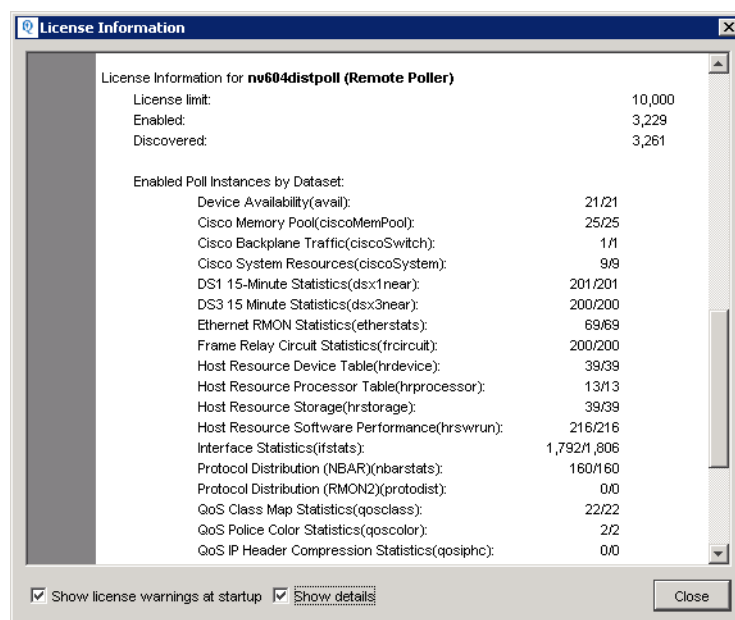 License Information
License Information for nv604distpoll (Remote Poller)
License limit: 10,000
Enabled: 3,229
Discovered: 3,261
Enabled Poll Instances by Dataset:
Device Availability(avail): 21/21
Cisco Memory Pool(ciscoMemPool): 25/25
Cisco Backplane Traffic(ciscoSwitch): 1/1
Cisco System Resources(ciscoSystem): 9/9
DS1 15-Minute Statistics(dsx1near): 201/201
DS3 15 Minute Statistics(dsx3near): 200/200
Ethernet RMON Statistics(etherstats): 69/69
Frame Relay Circuit Statistics(frcircuit): 200/200
Host Resource Device Table(hrdevice): 39/39
Host Resource Processor Table(hrprocessor): 13/13
Host Resource Storage(hrstorage): 39/39
Host Resource Software Performance(hrswrun): 216/216
Interface Statistics(ifstats): 1,792/1,806
Protocol Distribution (NBAR)(nbarstats): 160/160
Protocol Distribution (RMON2)(protodist): 0/0
QoS Class Map Statistics(qosclass): 22/22
QoS Police Color Statistics(qoscolor): 2/2
QoS IP Header Compression Statistics(qosiphc): 0/0
Show license warnings at startup Show details Close